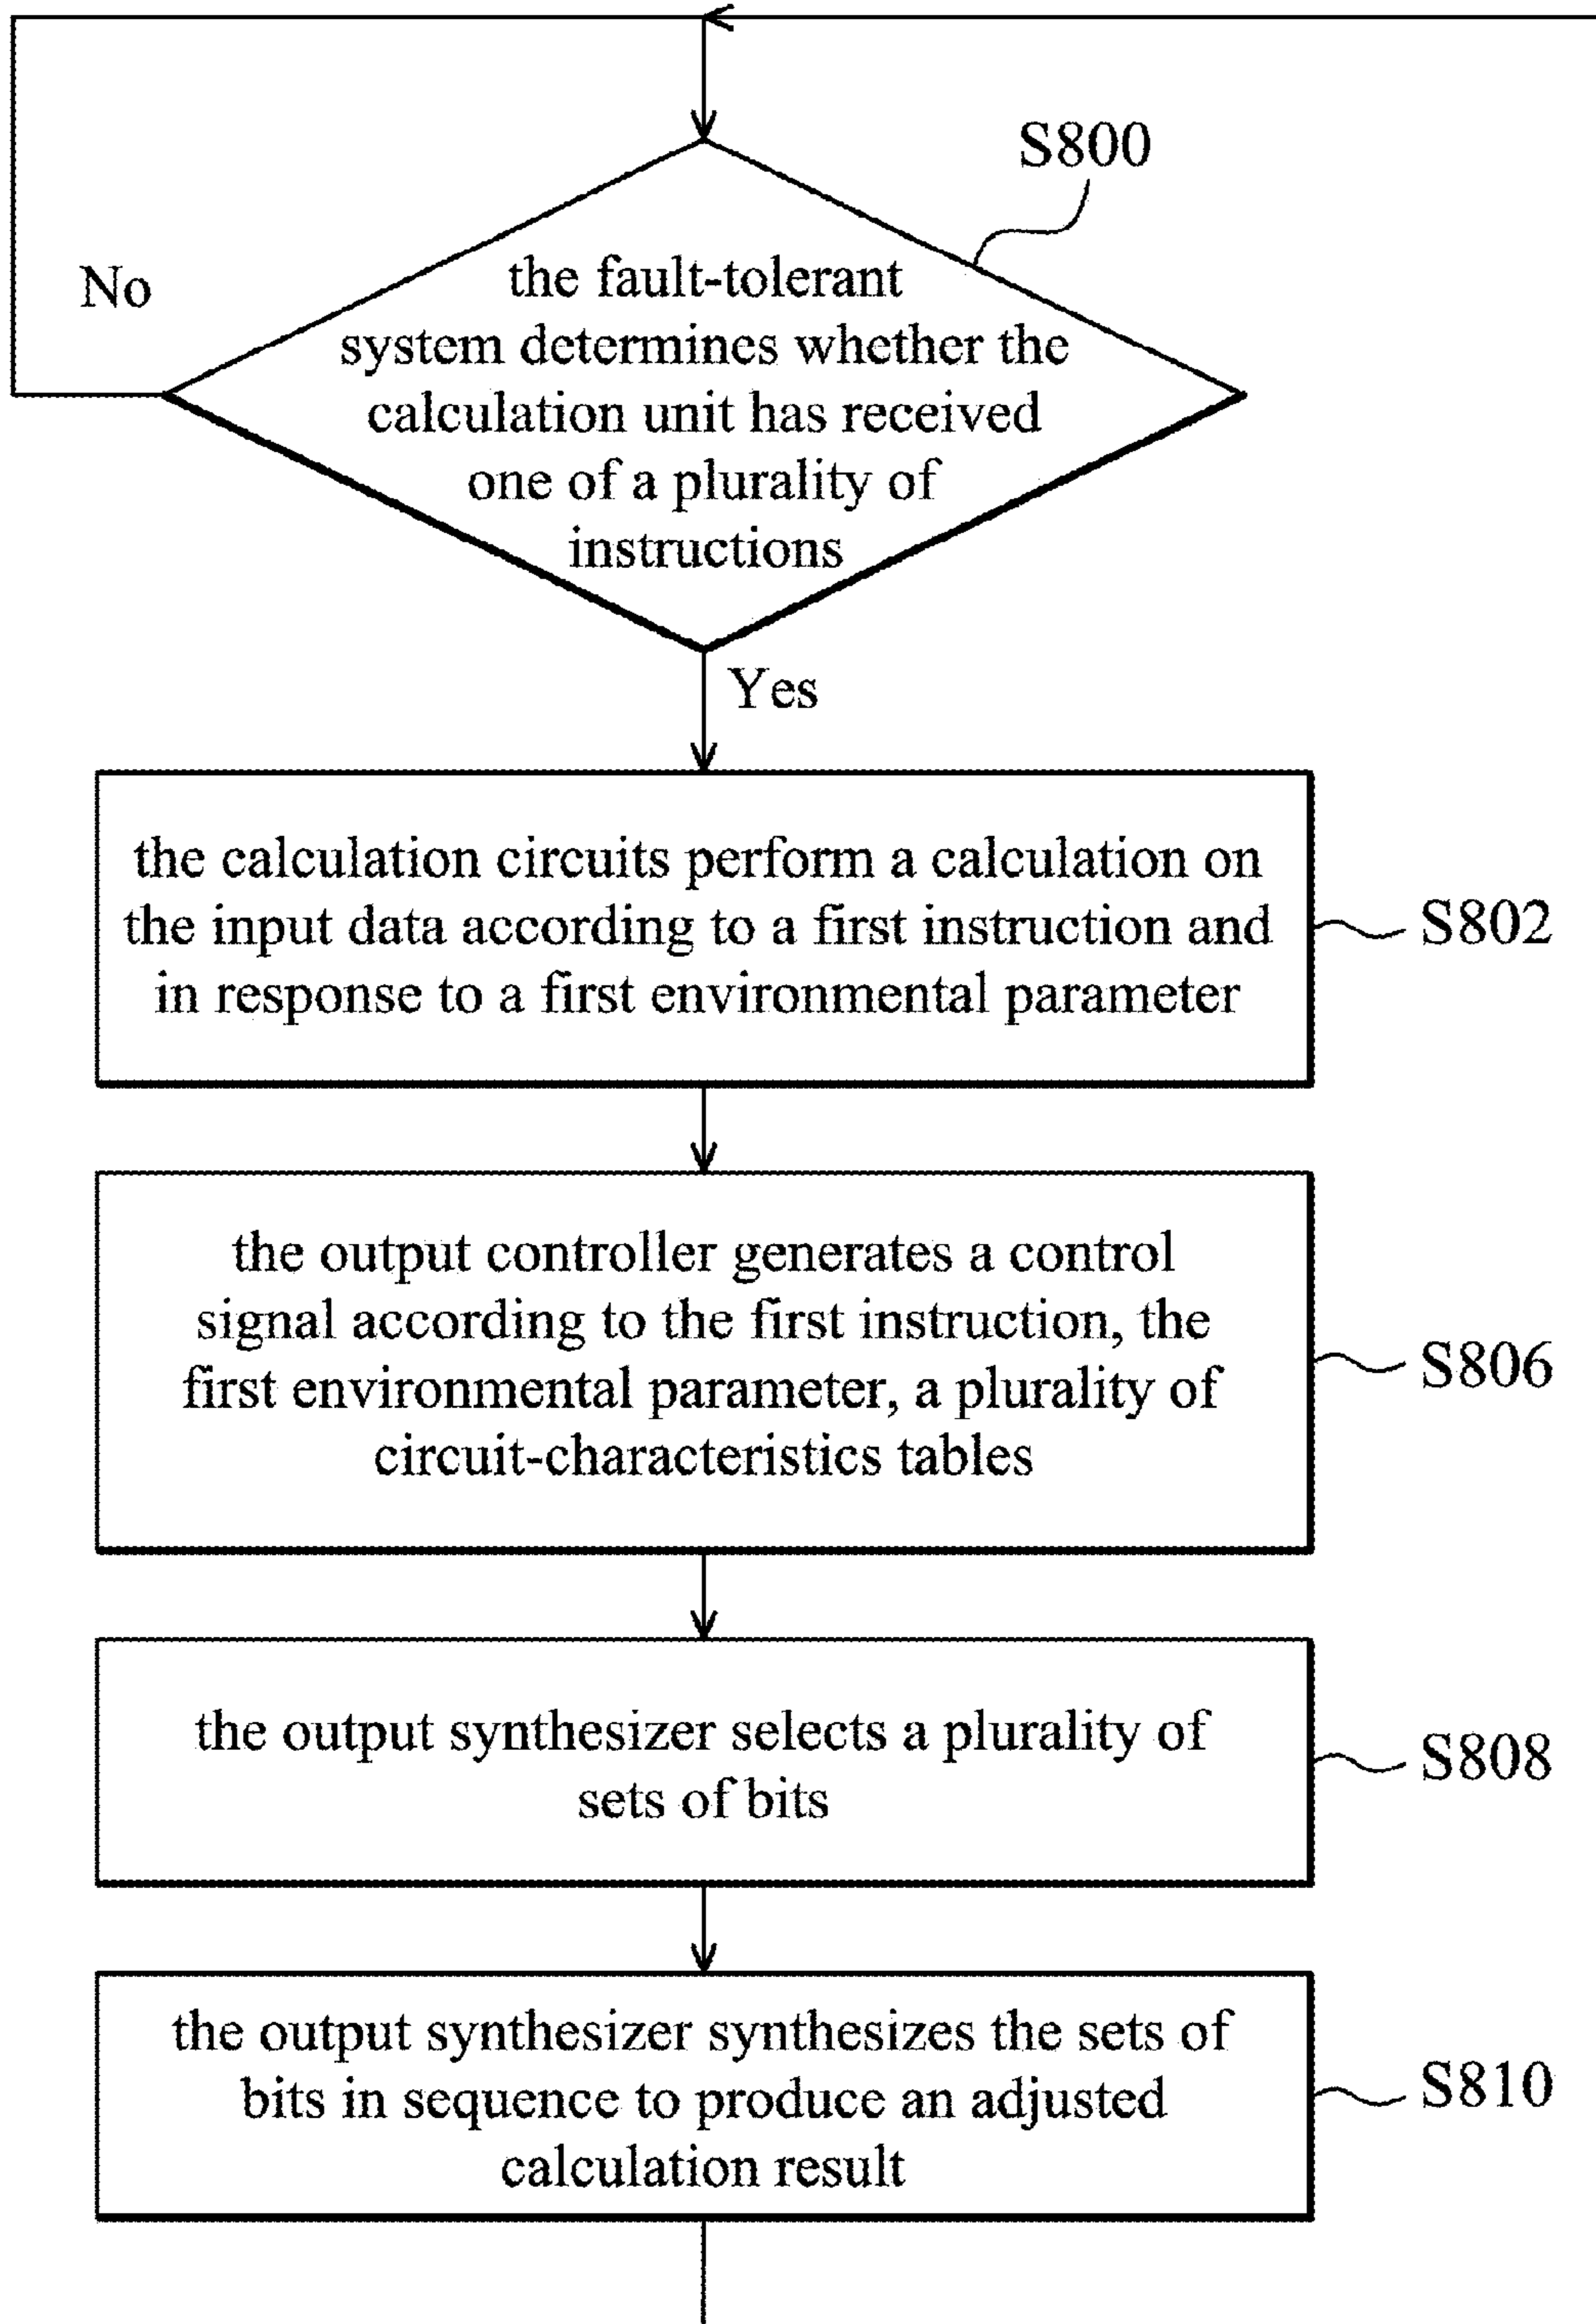 S800
No
the fault-tolerant
system determines whether the
calculation unit has received
one of a plurality of
instructions
Yes
the calculation circuits perform a calculation on
the input data according to a first instruction and
in response to a first environmental parameter
S802
the output controller generates a control
signal according to the first instruction, the
first environmental parameter, a plurality of
circuit-characteristics tables
S806
the output synthesizer selects a plurality of
sets of bits
S808
the output synthesizer synthesizes the sets of
bits in sequence to produce an adjusted
calculation result
S810